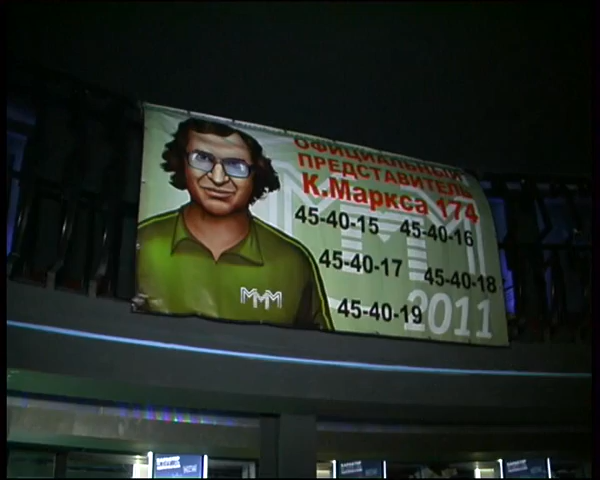 ОФИЦИАЛЬНЫЙ
ПРЕДСТАВИТЕЛЬ
К.Маркса 174
45-40-15 45-40-16
45-40-17 45-40-18
45-40-19
МММ
2011
МММ